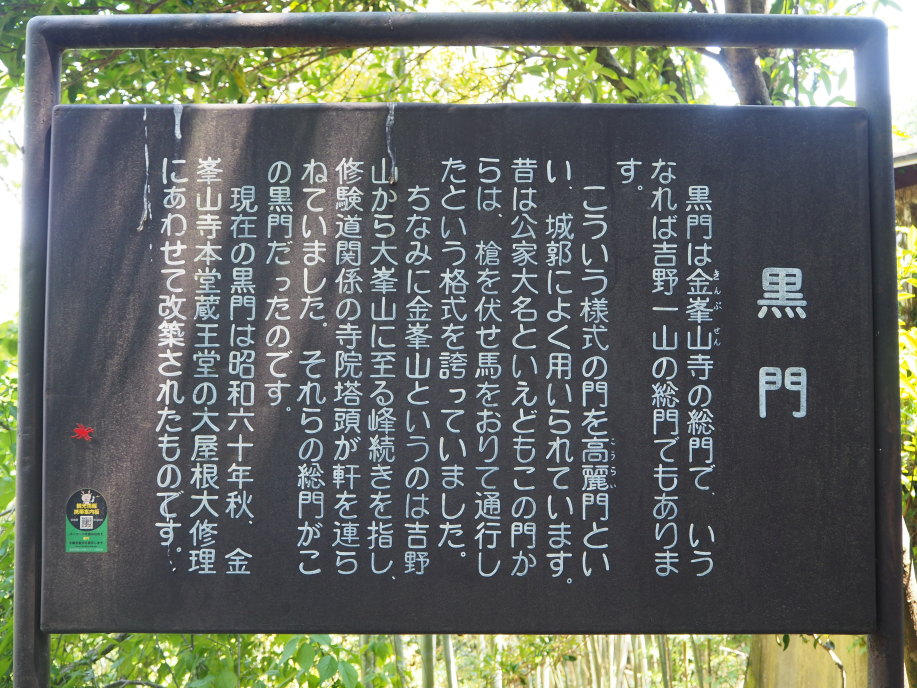 黒門
黒門は金峯山寺の総門で、いう
きんぷせん
なれば吉野一山の総門でもありま
す。
こういう様式の門を高麗門とい
こうらい
い、城郭によく用いられています。
昔は公家大名といえどもこの門か
らは、槍を伏せ馬をおりて通行し
たという格式を誇っていました。
ちなみに金峯山というのは吉野
山から大峯山に至る峰続きを指し、
修験道関係の寺院塔頭が軒を連ら
ねていました。それらの総門がこ
の黒門だったのです。
現在の黒門は昭和六十年秋、金
峯山寺本堂蔵王堂の大屋根大修理
にあわせて改築されたものです。